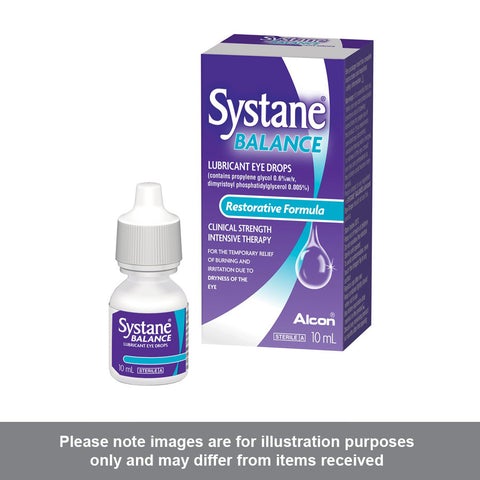 Systane®
BALANCE
LUBRICANT EYE DROPS
(contains propylene glycol 0.6%w/v,
dimyristoyl phosphatidylglycerol 0.005%)
Restorative Formula
CLINICAL STRENGTH
INTENSIVE THERAPY
FOR THE TEMPORARY RELIEF
OF BURNING AND
IRRITATION DUE TO
DRYNESS OF THE
EYE
Alcon®
STERILE A
10 mL
Systane®
BALANCE
LUBRICANT EYE DROPS
10 mL
STERILE A
Please note images are for illustration purposes
only and may differ from items received